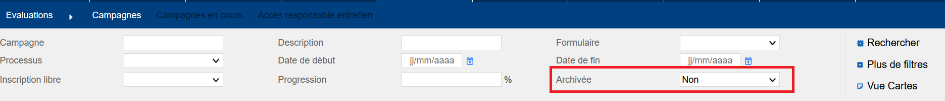 Evaluations Campagnes Campagnes en cours Accès responsable entretien
Campagne Description Formulaire Rechercher
Processus Date de début jj/mm/aaaa Date de fin jj/mm/aaaa Plus de filtres
Inscription libre Progression % Archivée Non Vue Cartes